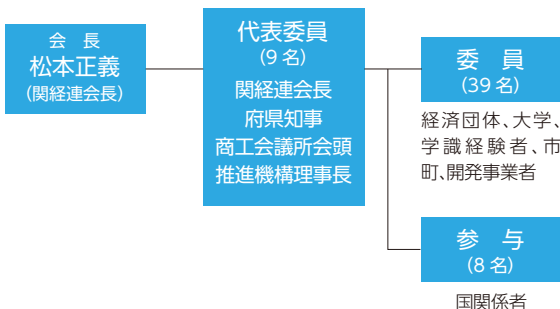 会　長
松本正義
(関経連会長)
代表委員
(9 名)
関経連会長
府県知事
商工会議所会頭
推進機構理事長
委　員
(39 名)
経済団体、大学、
学識経験者、市
町、開発事業者
参　与
(8 名)
国関係者